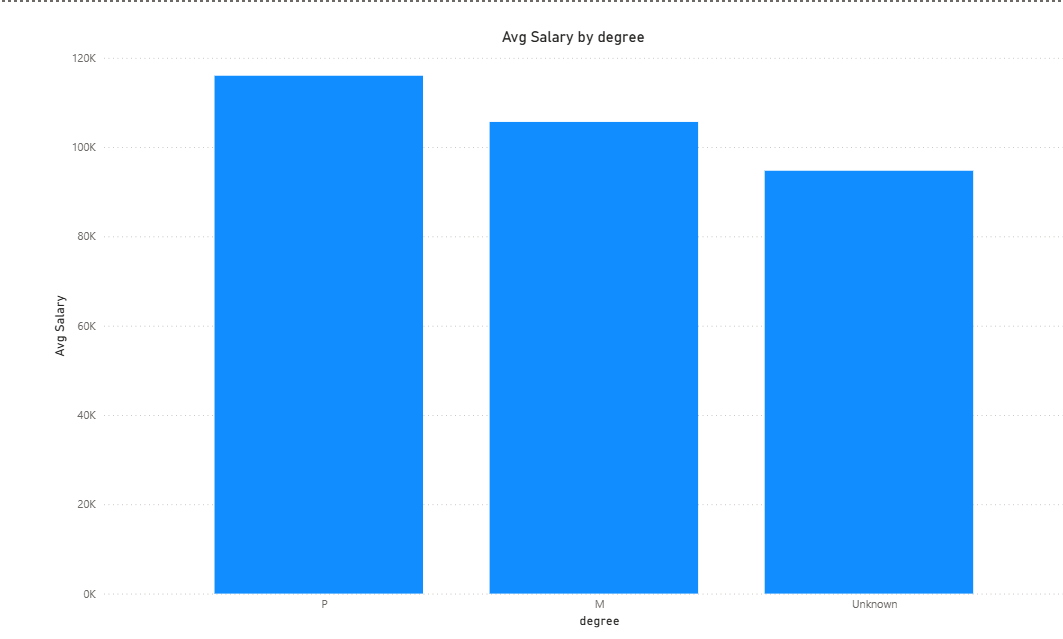 Avg Salary by degree
120K
100K
80K
60K
40K
20K
0K
Avg Salary
P
M
Unknown
degree